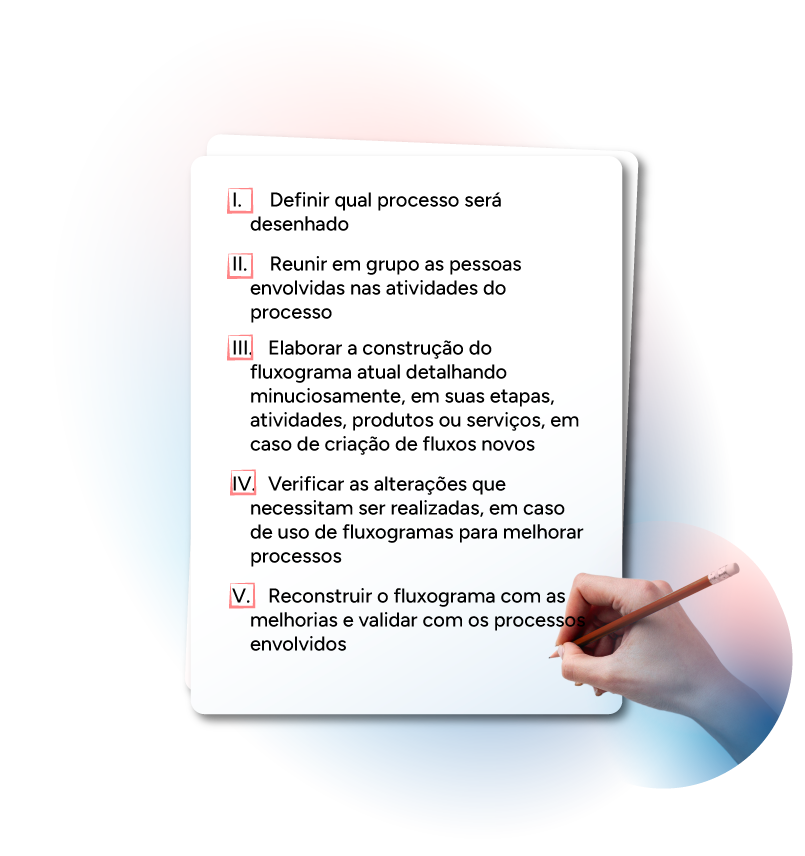 I. Definir qual processo será
desenhado
II. Reunir em grupo as pessoas
envolvidas nas atividades do
processo
III. Elaborar a construção do
fluxograma atual detalhando
minuciosamente, em suas etapas,
atividades, produtos ou serviços, em
caso de criação de fluxos novos
IV. Verificar as alterações que
necessitam ser realizadas, em caso
de uso de fluxogramas para melhorar
processos
V. Reconstruir o fluxograma com as
melhorias e validar com os processos
envolvidos